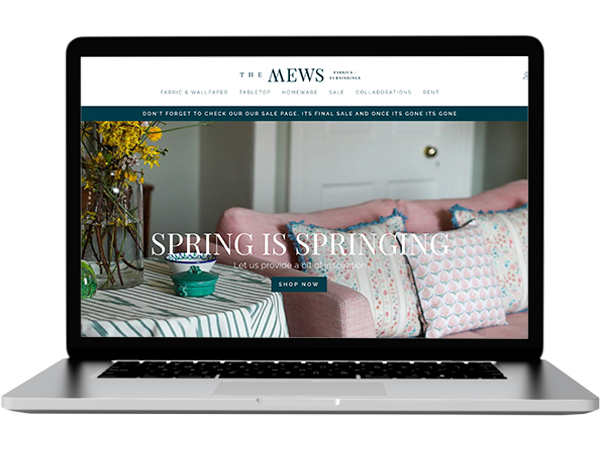 THE MEWS FABRICS + FURNISHINGS
FABRIC & WALLPAPER TABLETOP HOMEWARE SALE COLLABORATIONS RENT
DON'T FORGET TO CHECK OUR OUR SALE PAGE. ITS FINAL SALE AND ONCE ITS GONE ITS GONE
SPRING IS SPRINGING
Let us provide a bit of inspiration
SHOP NOW